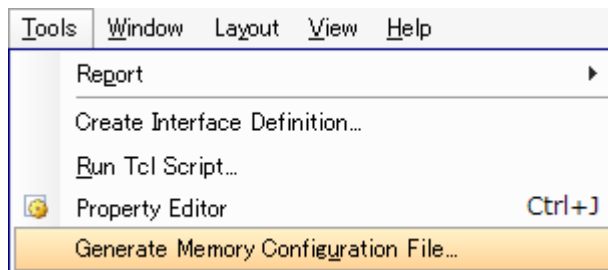 Tools Window Layout View Help
Report
Create Interface Definition...
Run Tcl Script...
Property Editor Ctrl+J
Generate Memory Configuration File...